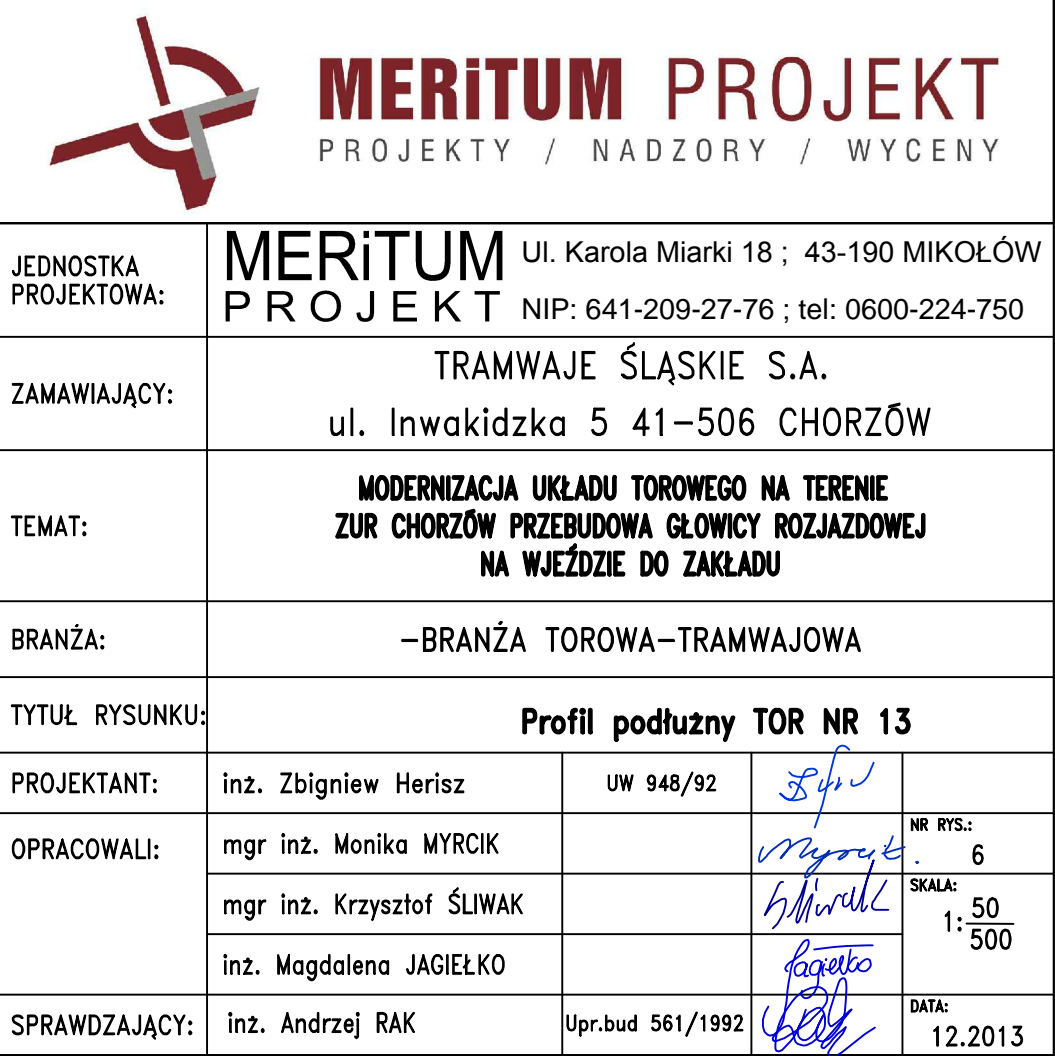 MERiTUM PROJEKT
PROJEKTY / NADZORY / WYCENY
JEDNOSTKA PROJEKTOWA:
MERiTUM PROJEKT
Ul. Karola Miarki 18 ; 43-190 MIKOŁÓW
NIP: 641-209-27-76 ; tel: 0600-224-750
ZAMAWIAJĄCY:
TRAMWAJE ŚLĄSKIE S.A.
ul. Inwakidzka 5 41-506 CHORZÓW
TEMAT:
MODERNIZACJA UKŁADU TOROWEGO NA TERENIE
ZUR CHORZÓW PRZEBUDOWA GŁOWICY ROZJAZDOWEJ
NA WJEŹDZIE DO ZAKŁADU
BRANŻA:
-BRANŻA TOROWA-TRAMWAJOWA
TYTUŁ RYSUNKU:
Profil podłużny TOR NR 13
PROJEKTANT:
inż. Zbigniew Herisz
UW 948/92
OPRACOWALI:
mgr inż. Monika MYRCIK
Myrcik
NR RYS.:
6
mgr inż. Krzysztof ŚLIWAK
SKALA:
1:50/500
inż. Magdalena JAGIEŁKO
Jagiełko
SPRAWDZAJĄCY:
inż. Andrzej RAK
Upr.bud 561/1992
DATA:
12.2013